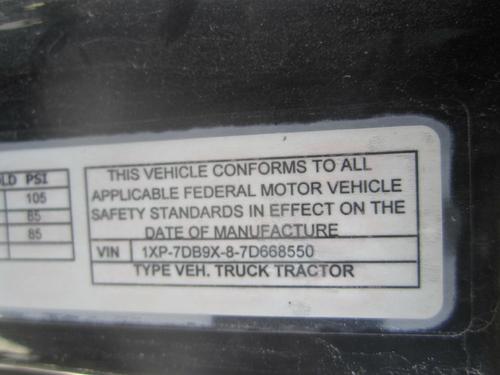 OLD PSI
105
85
85
THIS VEHICLE CONFORMS TO ALL
APPLICABLE FEDERAL MOTOR VEHICLE
SAFETY STANDARDS IN EFFECT ON THE
DATE OF MANUFACTURE
VIN 1XP-7DB9X-8-7D668550
TYPE VEH. TRUCK TRACTOR